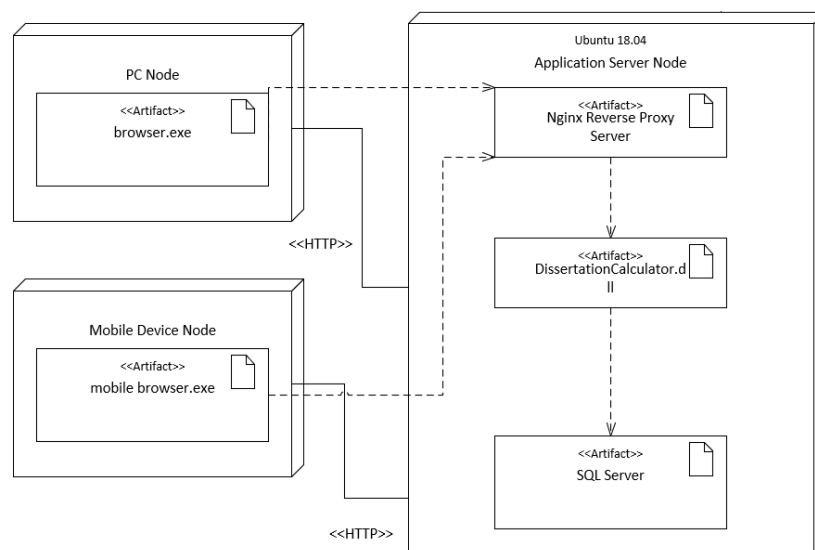 PC Node
<<Artifact>>
browser.exe
<<HTTP>>
Mobile Device Node
<<Artifact>>
mobile browser.exe
<<HTTP>>
Ubuntu 18.04
Application Server Node
<<Artifact>>
Nginx Reverse Proxy
Server
<<Artifact>>
DissertationCalculator.d
ll
<<Artifact>>
SQL Server